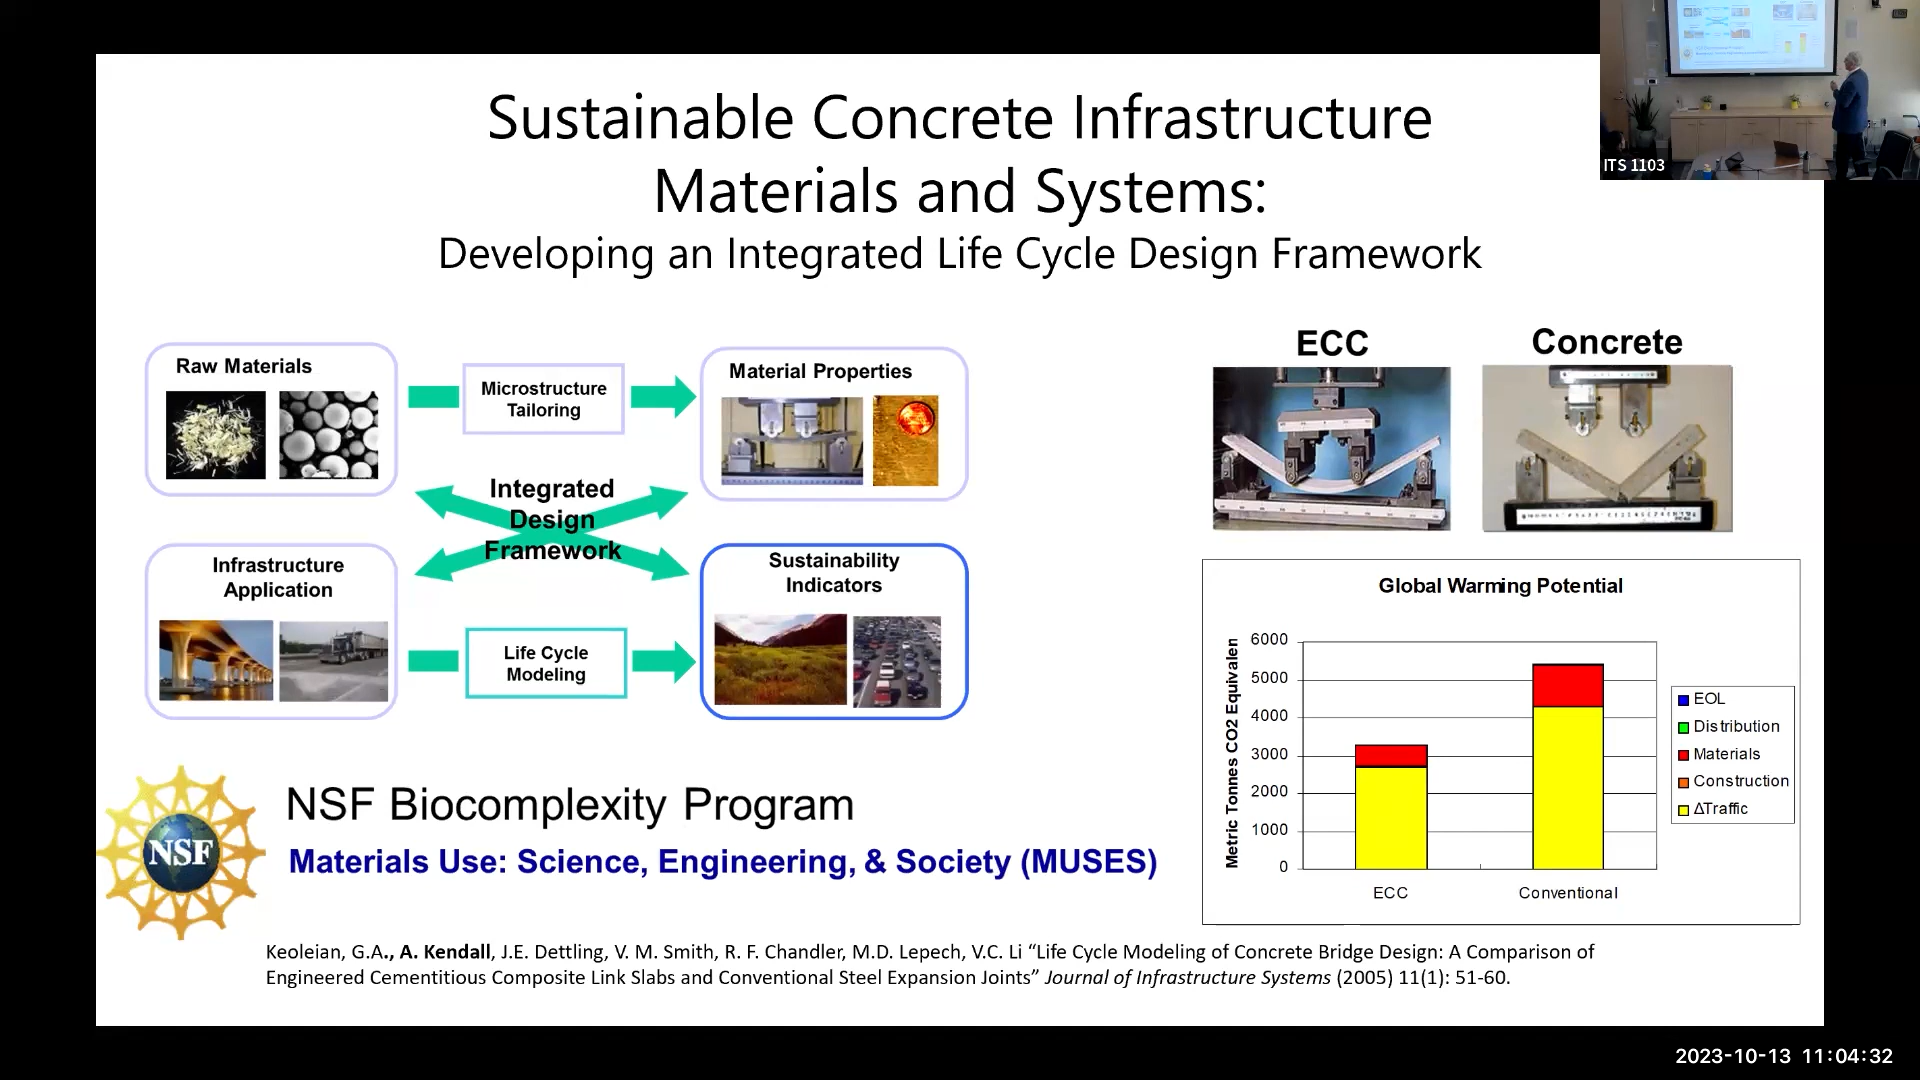 Sustainable Concrete Infrastructure
Materials and Systems:
Developing an Integrated Life Cycle Design Framework
ITS 1103
Raw Materials
Microstructure
Tailoring
Material Properties
Integrated
Design
Framework
Infrastructure
Application
Life Cycle
Modeling
Sustainability
Indicators
ECC
Concrete
Global Warming Potential
Metric Tonnes CO2 Equivalen
6000
5000
4000
3000
2000
1000
0
ECC
Conventional
EOL
Distribution
Materials
Construction
ΔTraffic
NSF
NSF Biocomplexity Program
Materials Use: Science, Engineering, & Society (MUSES)
Keoleian, G.A., A. Kendall, J.E. Dettling, V. M. Smith, R. F. Chandler, M.D. Lepech, V.C. Li “Life Cycle Modeling of Concrete Bridge Design: A Comparison of
Engineered Cementitious Composite Link Slabs and Conventional Steel Expansion Joints” Journal of Infrastructure Systems (2005) 11(1): 51-60.
2023-10-13 11:04:32